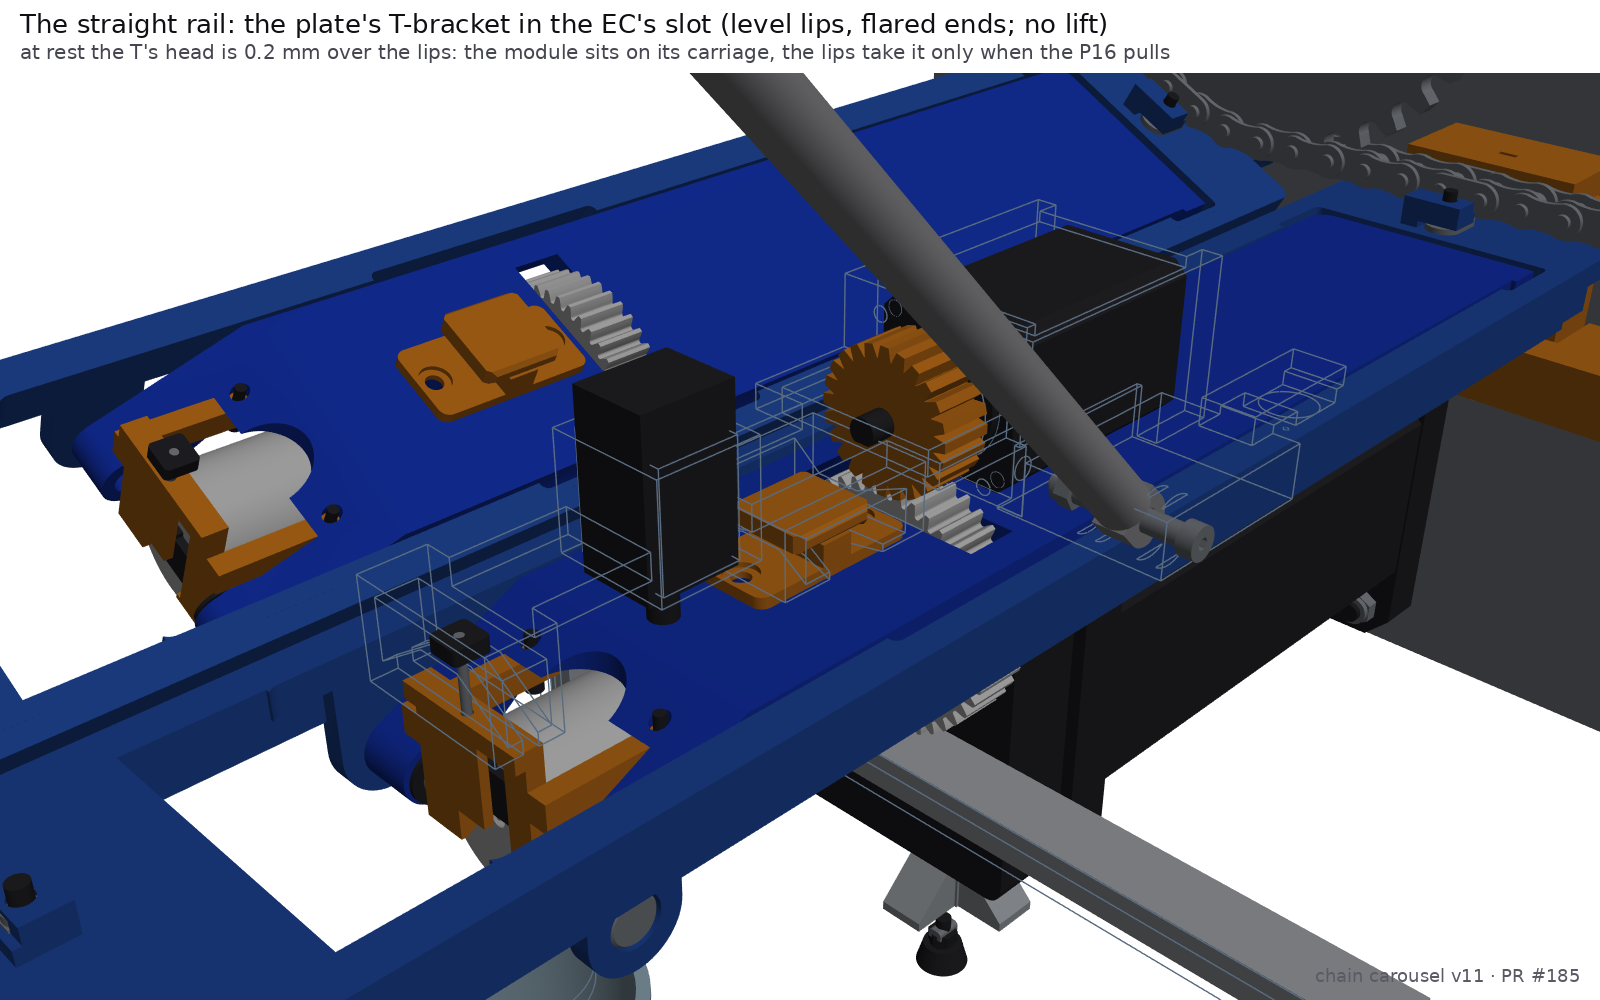 The straight rail: the plate's T-bracket in the EC's slot (level lips, flared ends; no lift)
at rest the T's head is 0.2 mm over the lips: the module sits on its carriage, the lips take it only when the P16 pulls
chain carousel v11 · PR #185